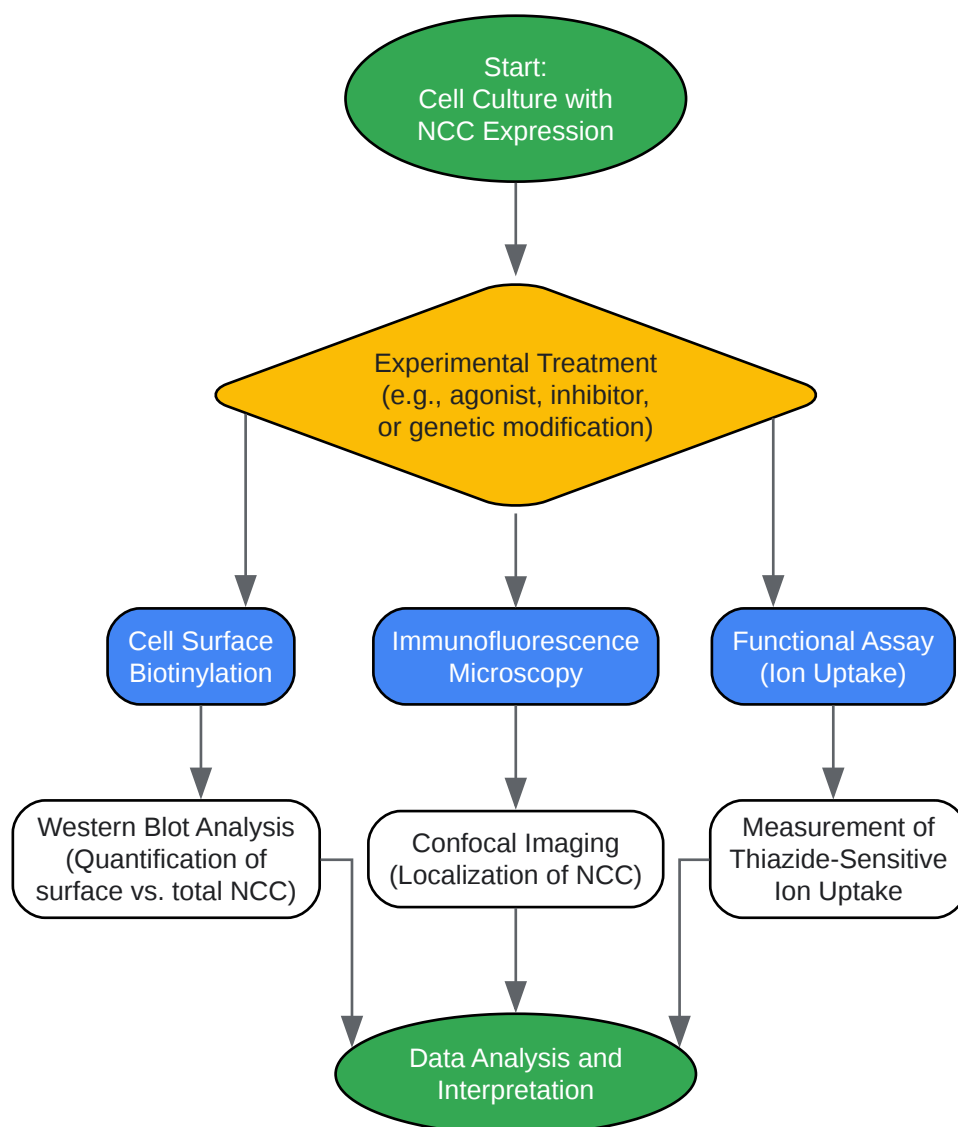 Start:
Cell Culture with
NCC Expression
Experimental Treatment
(e.g., agonist, inhibitor,
or genetic modification)
Cell Surface
Biotinylation
Immunofluorescence
Microscopy
Functional Assay
(Ion Uptake)
Western Blot Analysis
(Quantification of
surface vs. total NCC)
Confocal Imaging
(Localization of NCC)
Measurement of
Thiazide-Sensitive
Ion Uptake
Data Analysis and
Interpretation